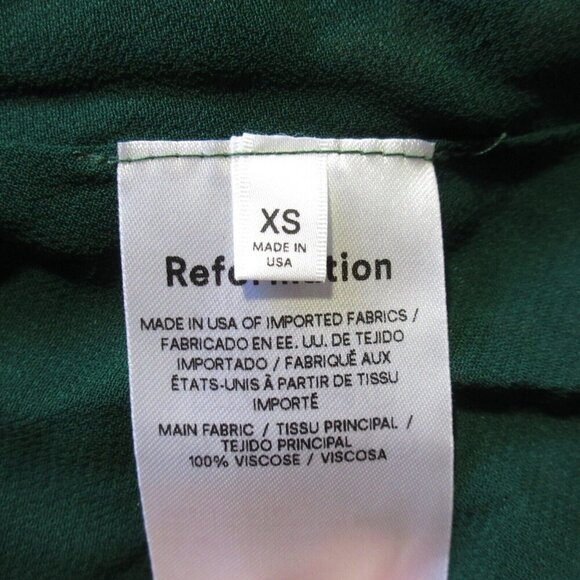 XS
MADE IN
USA
Reformation
MADE IN USA OF IMPORTED FABRICS /
FABRICADO EN EE. UU. DE TEJIDO
IMPORTADO / FABRIQUÉ AUX
ÉTATS-UNIS À PARTIR DE TISSU
IMPORTÉ
MAIN FABRIC / TISSU PRINCIPAL /
TEJIDO PRINCIPAL
100% VISCOSE / VISCOSA